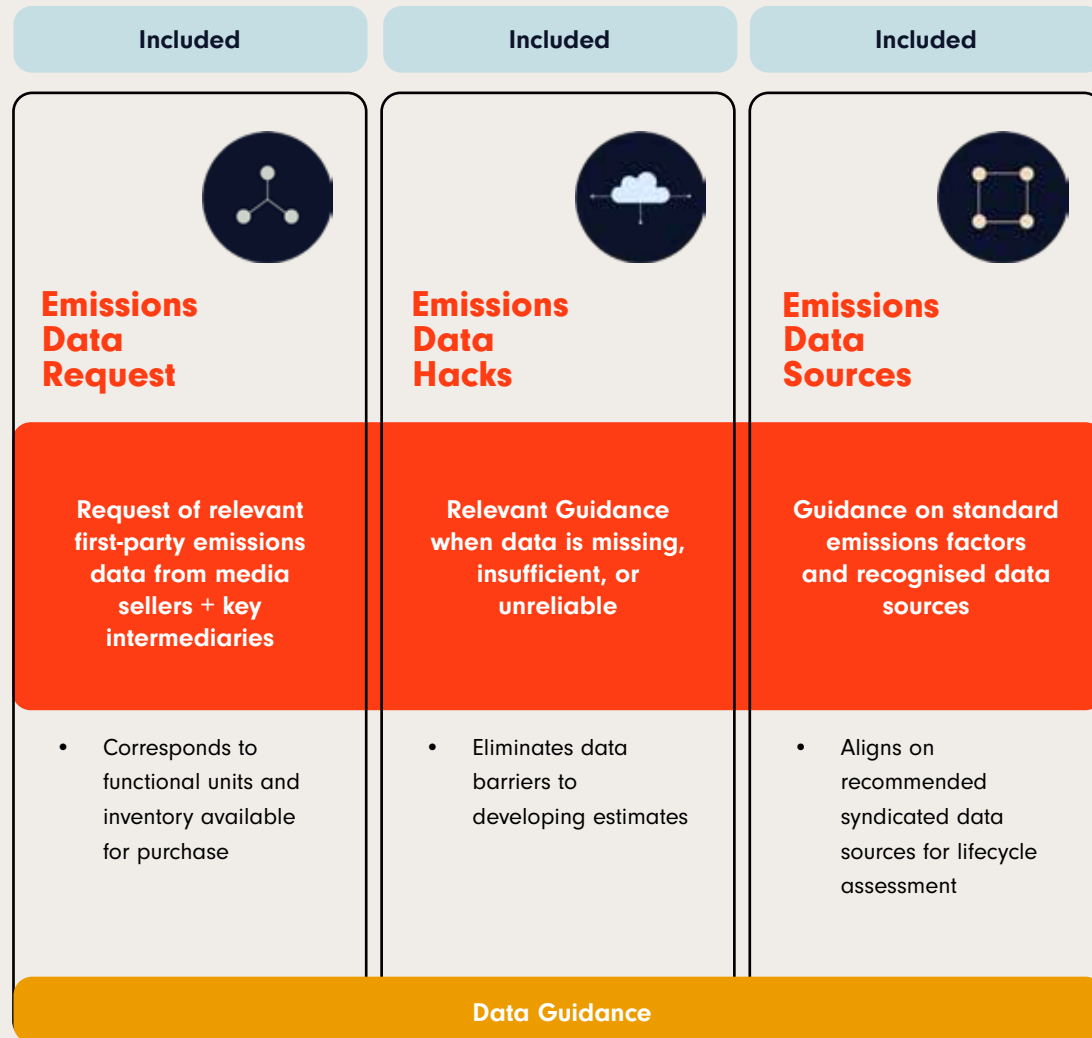 Included
Included
Included
Emissions
Data
Request
Emissions
Data
Hacks
Emissions
Data
Sources
Request of relevant
first-party emissions
data from media
sellers + key
intermediaries
Relevant Guidance
when data is missing,
insufficient, or
unreliable
Guidance on standard
emissions factors
and recognised data
sources
• Corresponds to
functional units and
inventory available
for purchase
• Eliminates data
barriers to
developing estimates
• Aligns on
recommended
syndicated data
sources for lifecycle
assessment
Data Guidance